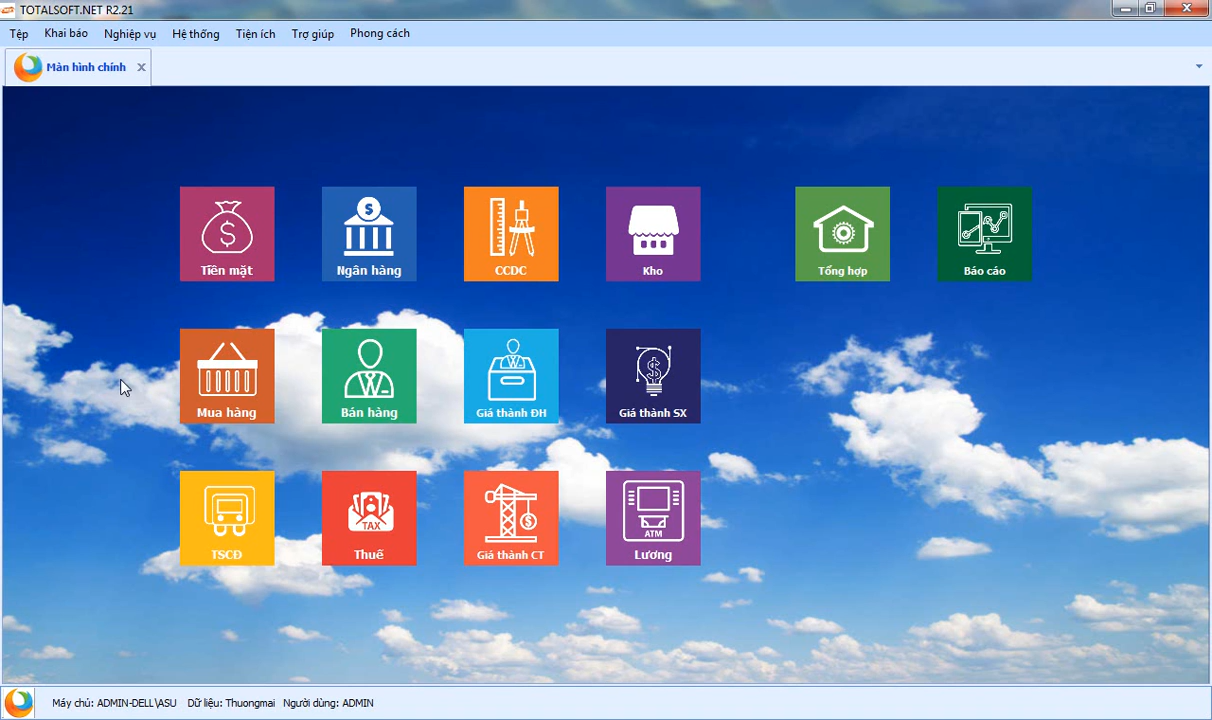 TOTALSOFT.NET R2.21
Tệp Khai báo Nghiệp vụ Hệ thống Tiện ích Trợ giúp Phong cách
Màn hình chính
Tiền mặt Ngân hàng CCDC Kho Tổng hợp Báo cáo
Mua hàng Bán hàng Giá thành ĐH Giá thành SX
TAX ATM
TSCĐ Thuế Giá thành CT Lương
Máy chủ: ADMIN-DELL\ASU Dữ liệu: Thuongmai Người dùng: ADMIN